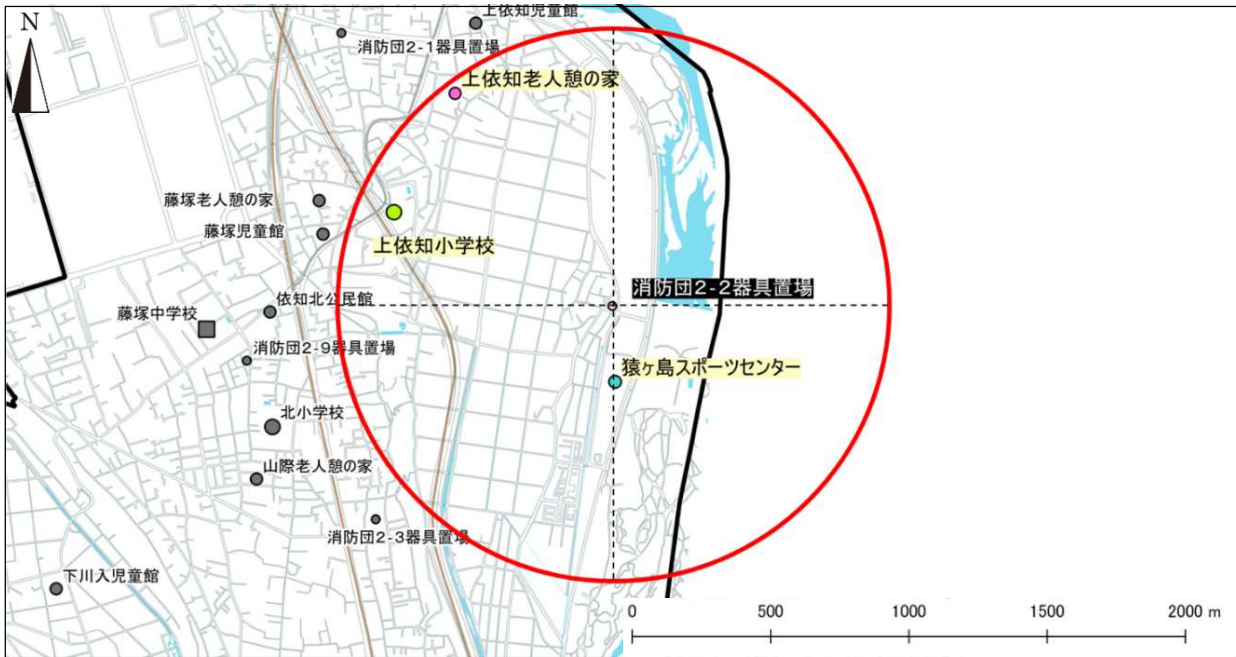 N
上依知児童館
消防団2-1器具置場
上依知老人憩の家
藤塚老人憩の家
藤塚児童館
上依知小学校
消防団2-2器具置場
依知北公民館
藤塚中学校
消防団2-9器具置場
猿ヶ島スポーツセンター
北小学校
山際老人憩の家
消防団2-3器具置場
下川入児童館
0 500 1000 1500 2000 m